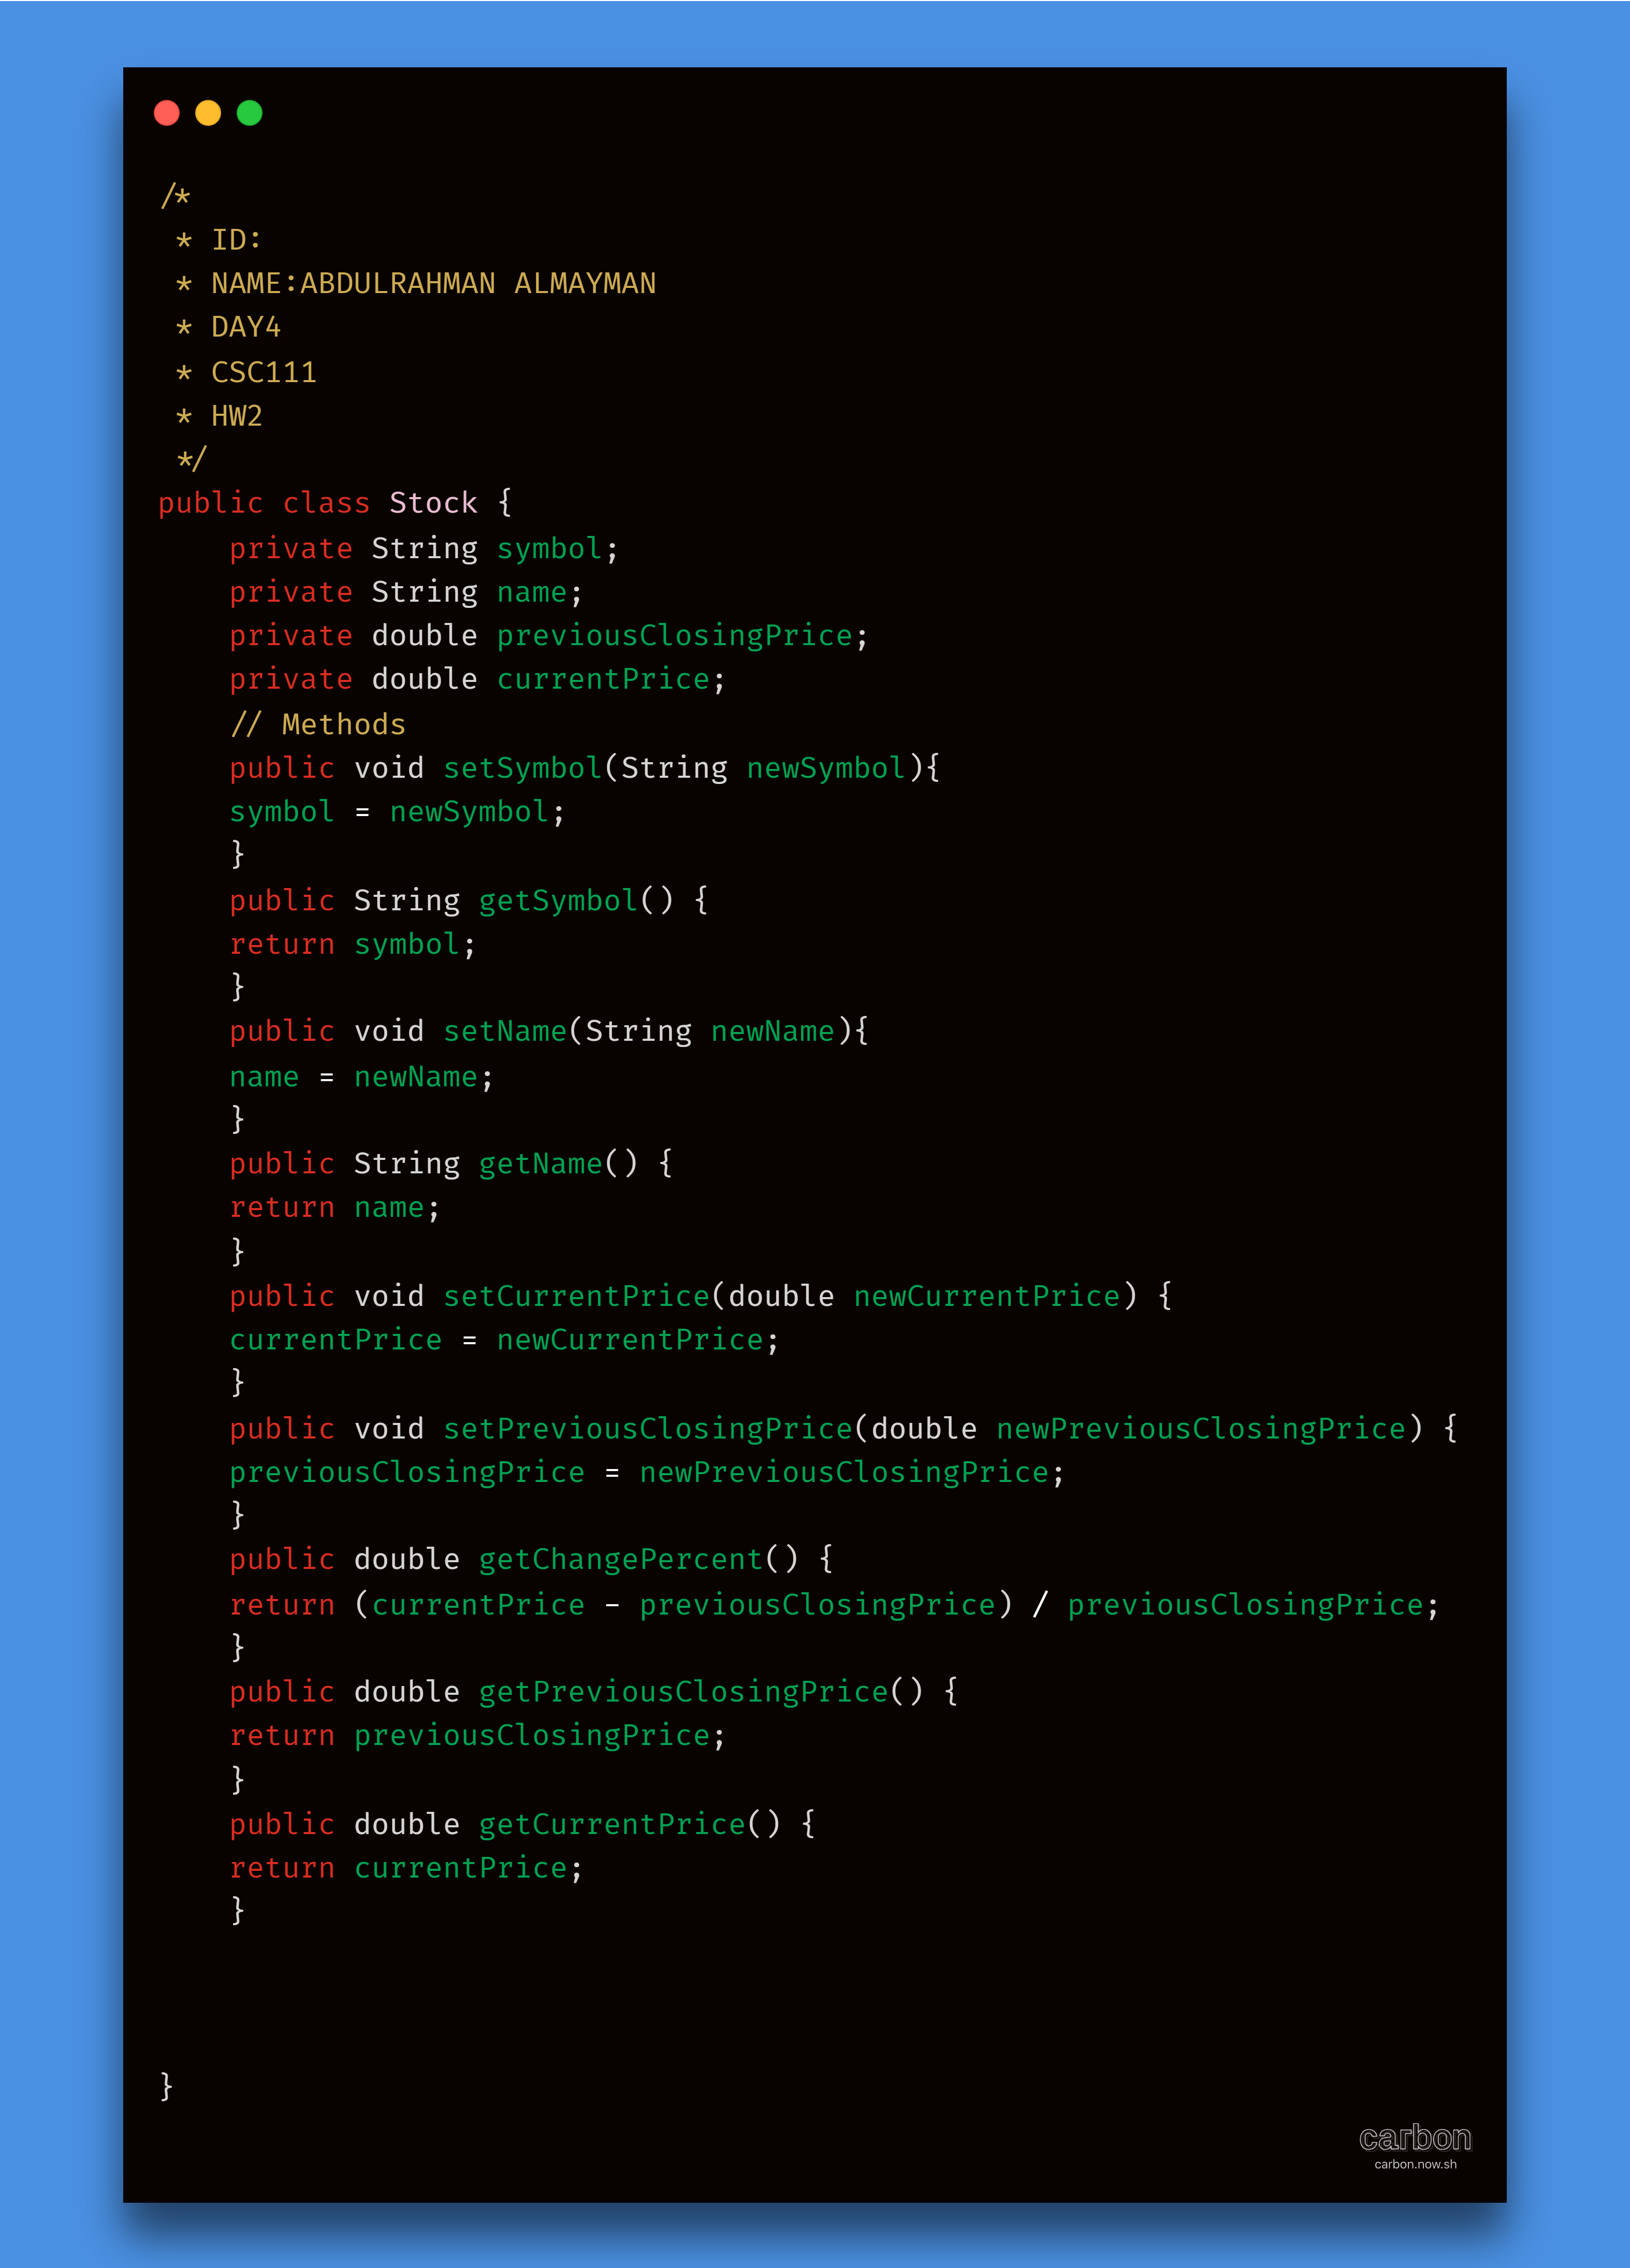 /*
 * ID:
 * NAME:ABDULRAHMAN ALMAYMAN
 * DAY4
 * CSC111
 * HW2
 */
public class Stock {
    private String symbol;
    private String name;
    private double previousClosingPrice;
    private double currentPrice;
    // Methods
    public void setSymbol(String newSymbol){
    symbol = newSymbol;
    }
    public String getSymbol() {
    return symbol;
    }
    public void setName(String newName){
    name = newName;
    }
    public String getName() {
    return name;
    }
    public void setCurrentPrice(double newCurrentPrice) {
    currentPrice = newCurrentPrice;
    }
    public void setPreviousClosingPrice(double newPreviousClosingPrice) {
    previousClosingPrice = newPreviousClosingPrice;
    }
    public double getChangePercent() {
    return (currentPrice - previousClosingPrice) / previousClosingPrice;
    }
    public double getPreviousClosingPrice() {
    return previousClosingPrice;
    }
    public double getCurrentPrice() {
    return currentPrice;
    }
}
carbon
carbon.now.sh